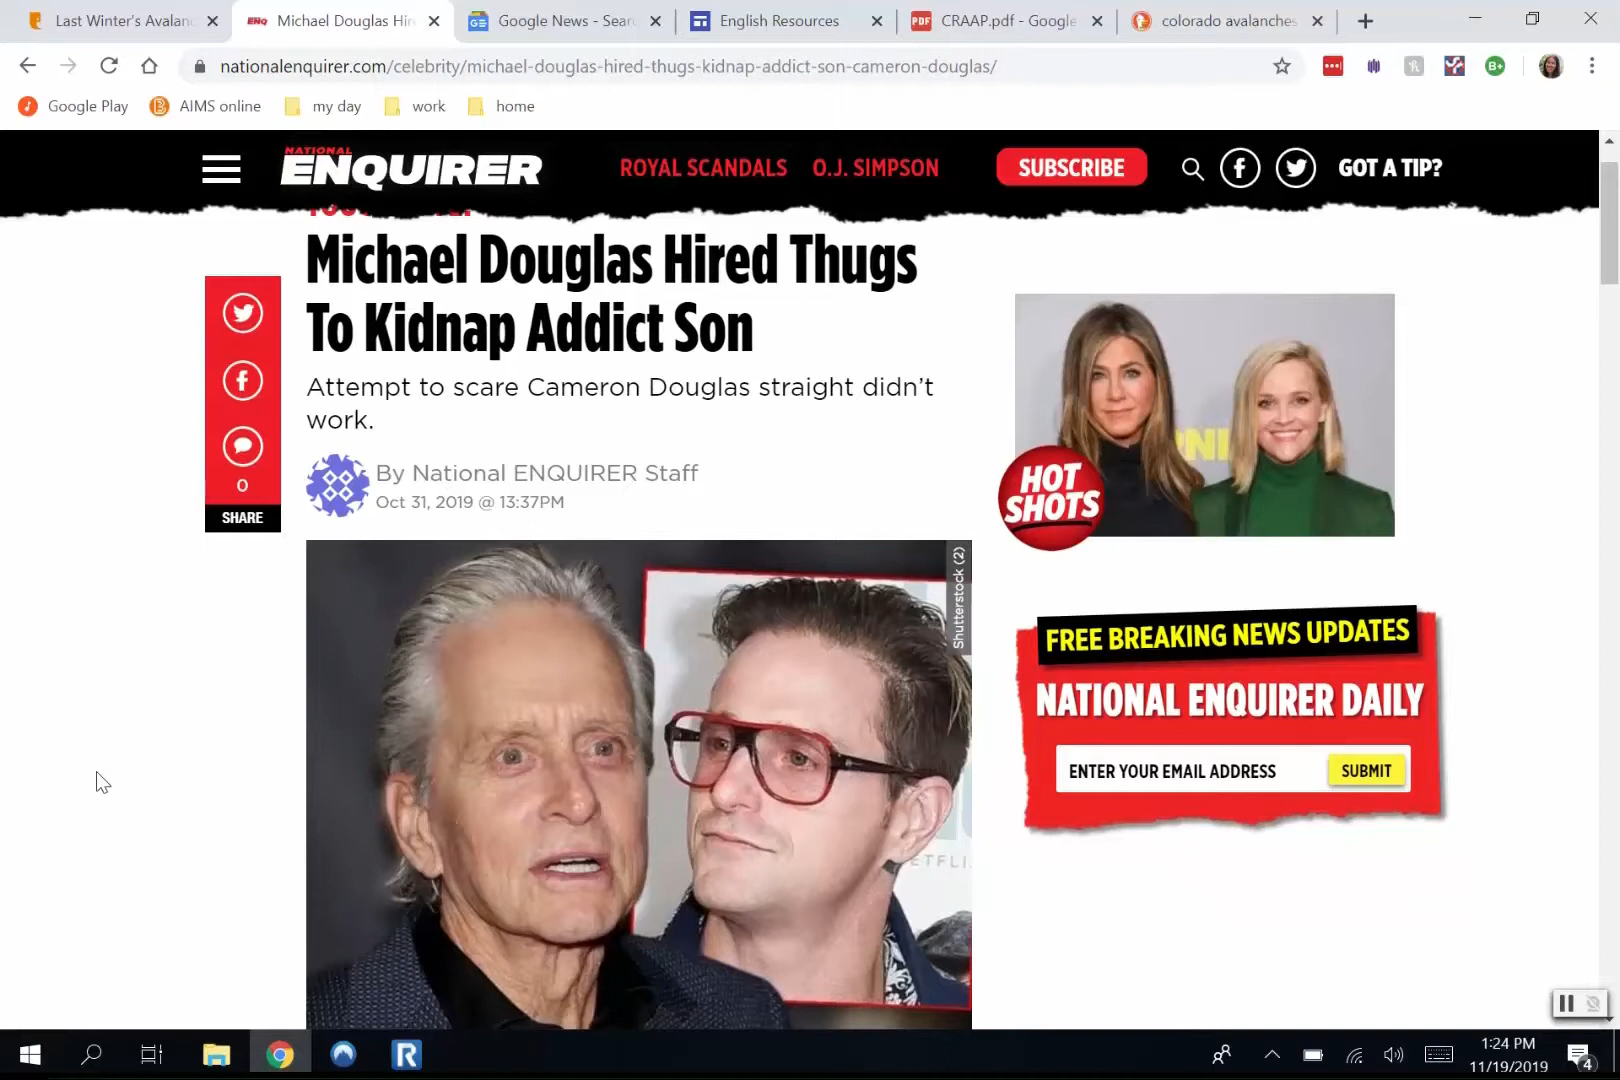 Last Winter's Avalanc
ENQ Michael Douglas Hir
Google News - Sear
English Resources
PDF CRAAP.pdf - Google
colorado avalanches
nationalenquirer.com/celebrity/michael-douglas-hired-thugs-kidnap-addict-son-cameron-douglas/
B+
Google Play
AIMS online
my day
work
home
NATIONAL
ENQUIRER
ROYAL SCANDALS
O.J. SIMPSON
SUBSCRIBE
GOT A TIP?
Michael Douglas Hired Thugs
To Kidnap Addict Son
Attempt to scare Cameron Douglas straight didn't
work.
By National ENQUIRER Staff
Oct 31, 2019 @ 13:37PM
0
SHARE
Shutterstock (2)
ETFLI
RNI
HOT
SHOTS
FREE BREAKING NEWS UPDATES
NATIONAL ENQUIRER DAILY
ENTER YOUR EMAIL ADDRESS
SUBMIT
R
1:24 PM
11/19/2019
4